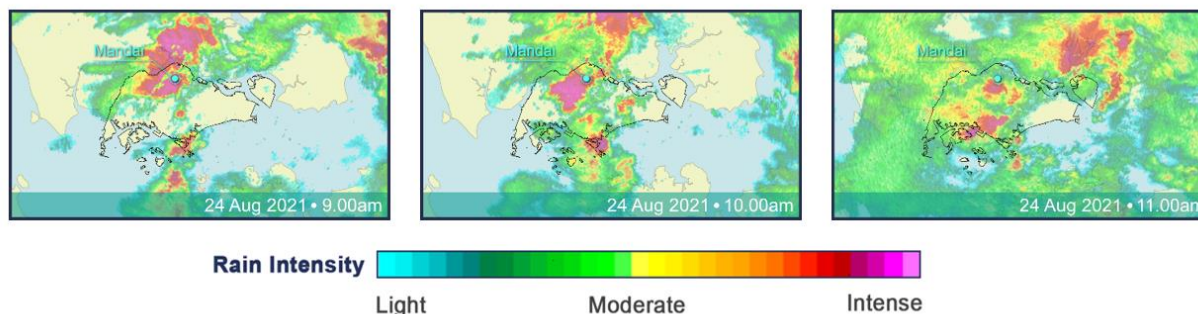 Mandai
24 Aug 2021 • 9.00am
Mandai
24 Aug 2021 • 10.00am
Mandai
24 Aug 2021 • 11.00am
Rain Intensity
Light Moderate Intense